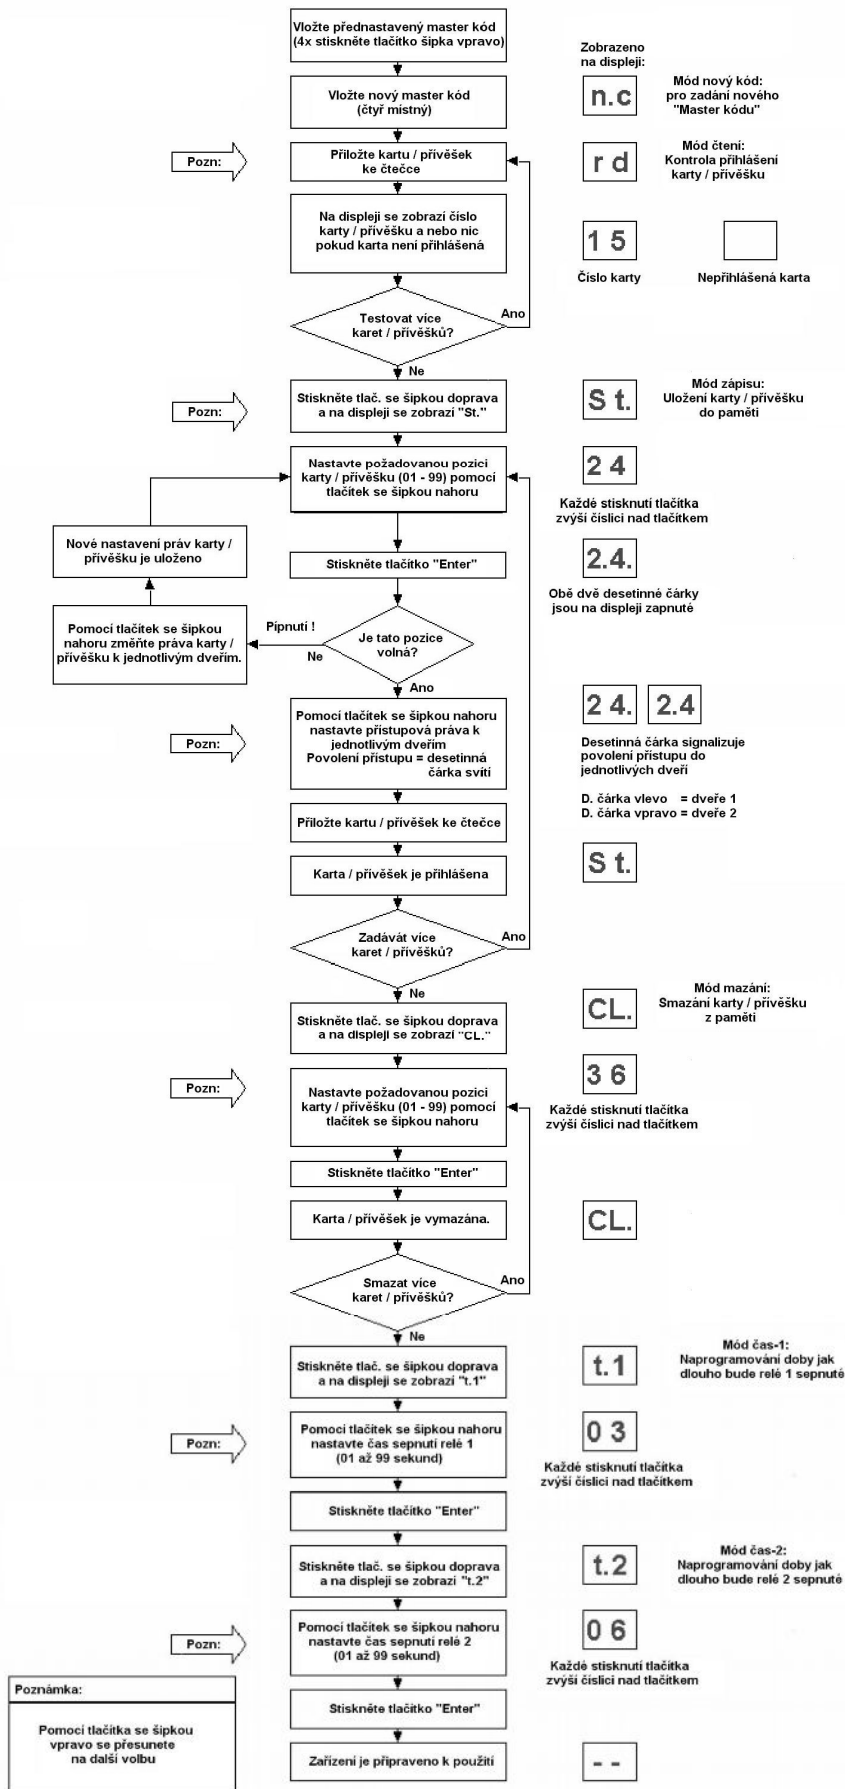 Vložte přednastavený master kód
(4x stiskněte tlačítko šipka vpravo)
Zobrazeno
na displeji:
Vložte nový master kód
(čtyř místný)
n.c
Mód nový kód:
pro zadání nového
"Master kódu"
Pozn:
Přiložte kartu / přívěšek
ke čtečce
r d
Mód čtení:
Kontrola přihlášení
karty / přívěšku
Na displeji se zobrazí číslo
karty / přívěšku a nebo nic
pokud karta není přihlášená
1 5
Číslo karty
Nepřihlášená karta
Testovat více
karet / přívěšků?
Ano
Ne
Pozn:
Stiskněte tlač. se šipkou doprava
a na displeji se zobrazí "St."
S t.
Mód zápisu:
Uložení karty / přívěšku
do paměti
Nastavte požadovanou pozici
karty / přívěšku (01 - 99) pomocí
tlačítek se šipkou nahoru
2 4
Každé stisknutí tlačítka
zvýší číslici nad tlačítkem
Nové nastavení práv karty /
přívěšku je uloženo
Stiskněte tlačítko "Enter"
2.4.
Obě dvě desetinné čárky
jsou na displeji zapnuté
Pomocí tlačítek se šipkou
nahoru změňte práva karty /
přívěšku k jednotlivým dveřím.
Pípnutí !
Ne
Je tato pozice
volná?
Ano
Pozn:
Pomocí tlačítek se šipkou nahoru
nastavte přístupová práva k
jednotlivým dveřím
Povolení přístupu = desetinná
čárka svítí
2 4.
2.4
Desetinná čárka signalizuje
povolení přístupu do
jednotlivých dveří
D. čárka vlevo = dveře 1
D. čárka vpravo = dveře 2
Přiložte kartu / přívěšek ke čtečce
Karta / přívěšek je přihlášena
S t.
Zadávát více
karet / přívěšků?
Ano
Ne
Stiskněte tlač. se šipkou doprava
a na displeji se zobrazí "CL."
CL.
Mód mazání:
Smazání karty / přívěšku
z paměti
Pozn:
Nastavte požadovanou pozici
karty / přívěšku (01 - 99) pomocí
tlačítek se šipkou nahoru
3 6
Každé stisknutí tlačítka
zvýší číslici nad tlačítkem
Stiskněte tlačítko "Enter"
Karta / přívěšek je vymazána.
CL.
Smazat více
karet / přívěšků?
Ano
Ne
Stiskněte tlač. se šipkou doprava
a na displeji se zobrazí "t.1"
t.1
Mód čas-1:
Naprogramování doby jak
dlouho bude relé 1 sepnuté
Pozn:
Pomocí tlačítek se šipkou nahoru
nastavte čas sepnutí relé 1
(01 až 99 sekund)
0 3
Každé stisknutí tlačítka
zvýší číslici nad tlačítkem
Stiskněte tlačítko "Enter"
Stiskněte tlač. se šipkou doprava
a na displeji se zobrazí "t.2"
t.2
Mód čas-2:
Naprogramování doby jak
dlouho bude relé 2 sepnuté
Pozn:
Pomocí tlačítek se šipkou nahoru
nastavte čas sepnutí relé 2
(01 až 99 sekund)
0 6
Každé stisknutí tlačítka
zvýší číslici nad tlačítkem
Poznámka:
Pomocí tlačítka se šipkou
vpravo se přesunete
na další volbu
Stiskněte tlačítko "Enter"
Zařízení je připraveno k použití
- -